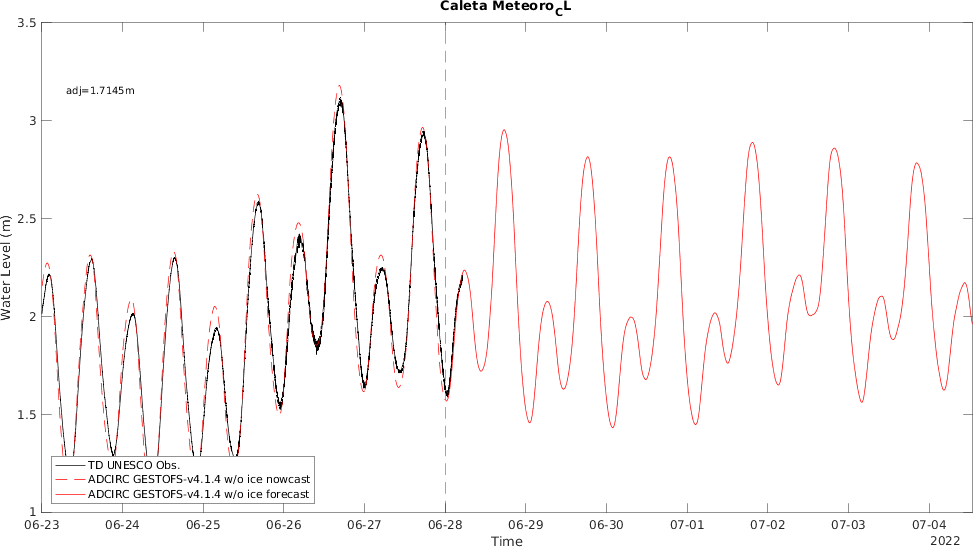 Caleta Meteoro_CL
3.5
adj=1.7145m
3
2.5
Water Level (m)
2
1.5
TD UNESCO Obs.
ADCIRC GESTOFS-v4.1.4 w/o ice nowcast
ADCIRC GESTOFS-v4.1.4 w/o ice forecast
1
06-23 06-24 06-25 06-26 06-27 06-28 06-29 06-30 07-01 07-02 07-03 07-04
Time
2022